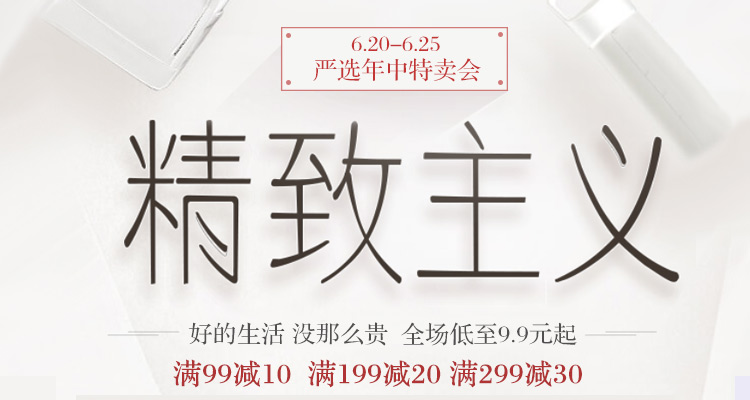 6.20-6.25
严选年中特卖会
精致主义
好的生活 没那么贵 全场低至9.9元起
满99减10 满199减20 满299减30